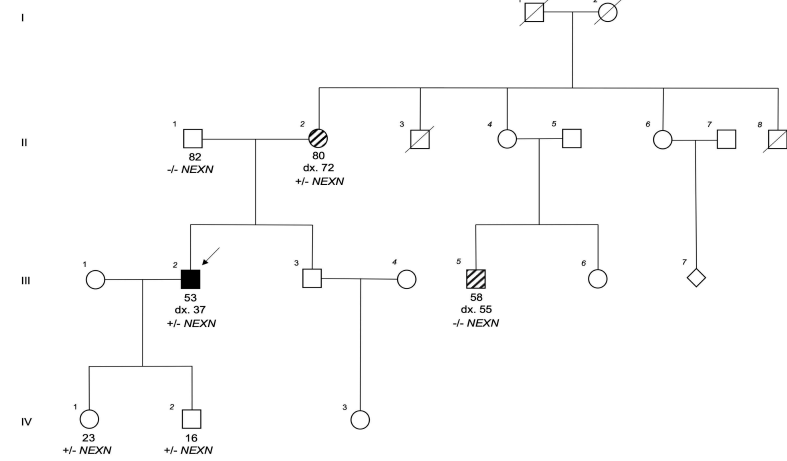 I
1 2
II
1 2 3 4 5 6 7 8
82
-/- NEXN
80
dx. 72
+/- NEXN
III
1 2 3 4 5 6 7
53
dx. 37
+/- NEXN
58
dx. 55
-/- NEXN
IV
1 2 3
23
+/- NEXN
16
+/- NEXN